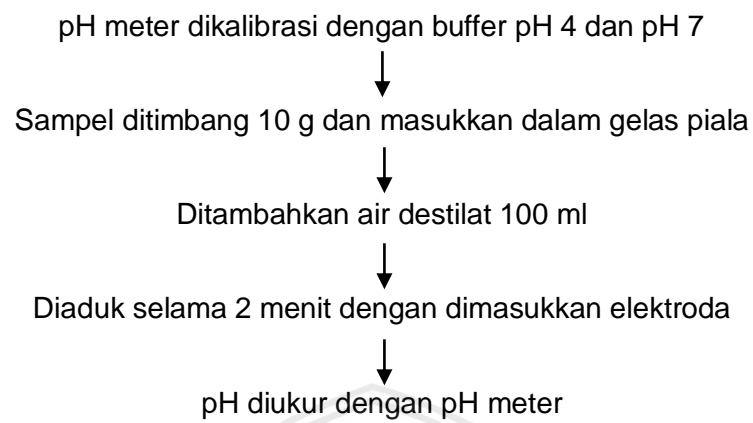 pH meter dikalibrasi dengan buffer pH 4 dan pH 7
Sampel ditimbang 10 g dan masukkan dalam gelas piala
Ditambahkan air destilat 100 ml
Diaduk selama 2 menit dengan dimasukkan elektroda
pH diukur dengan pH meter